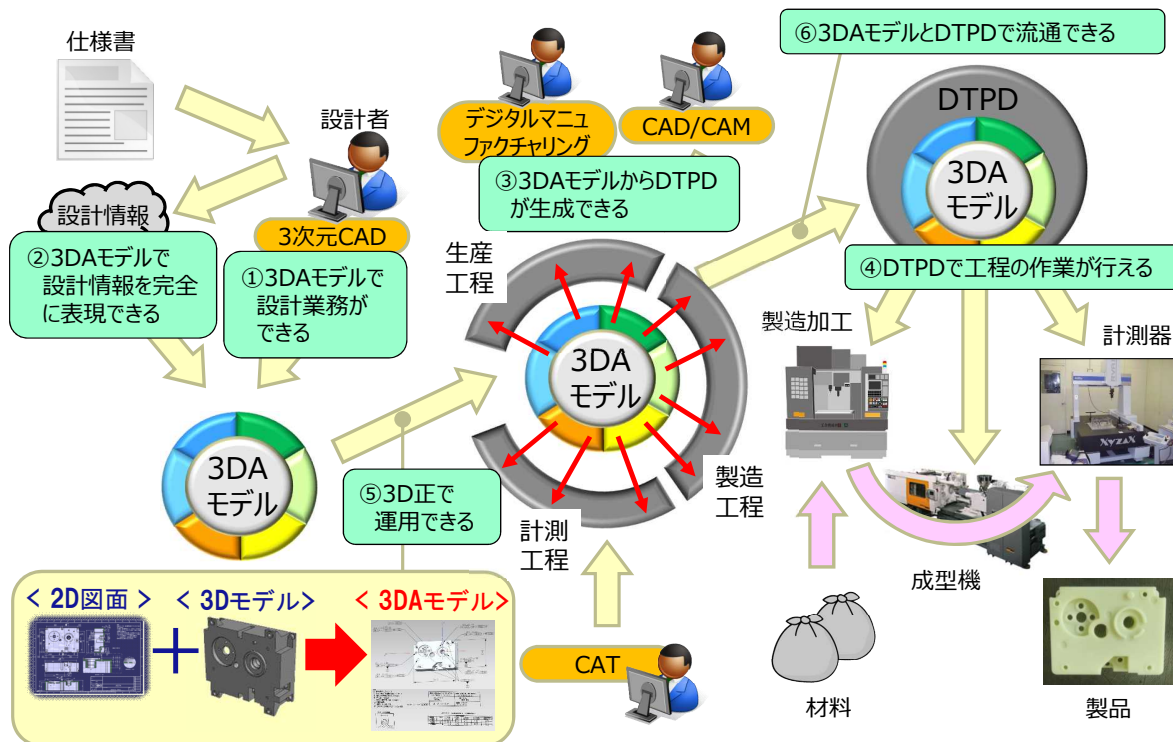 仕様書
設計者
3次元CAD
設計情報
②3DAモデルで
設計情報を完全
に表現できる
①3DAモデルで
設計業務が
できる
3DA
モデル
デジタルマニュ
ファクチャリング
CAD/CAM
③3DAモデルからDTPD
が生成できる
生産
工程
3DA
モデル
製造
工程
計測
工程
⑤3D正で
運用できる
< 2D図面 >
< 3Dモデル>
< 3DAモデル>
CAT
⑥3DAモデルとDTPDで流通できる
DTPD
3DA
モデル
④DTPDで工程の作業が行える
製造加工
計測器
XYZAX
成型機
材料
製品